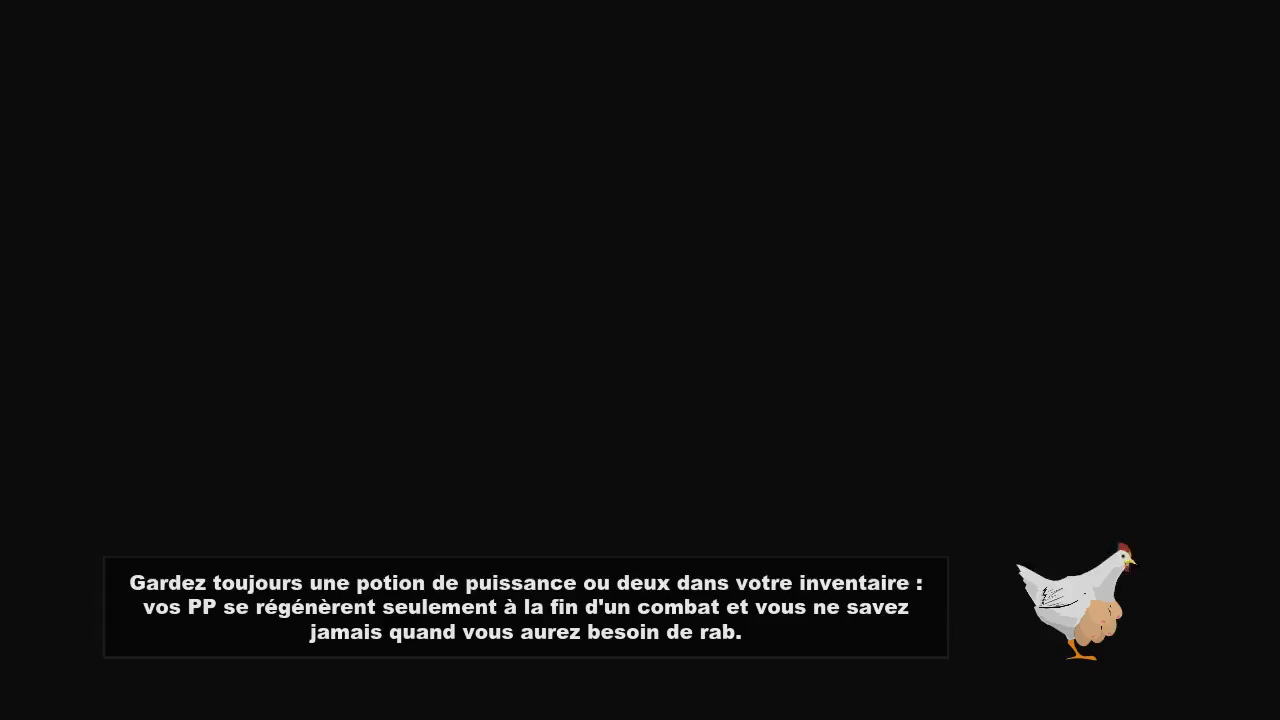 Gardez toujours une potion de puissance ou deux dans votre inventaire :
vos PP se régénèrent seulement à la fin d'un combat et vous ne savez
jamais quand vous aurez besoin de rab.